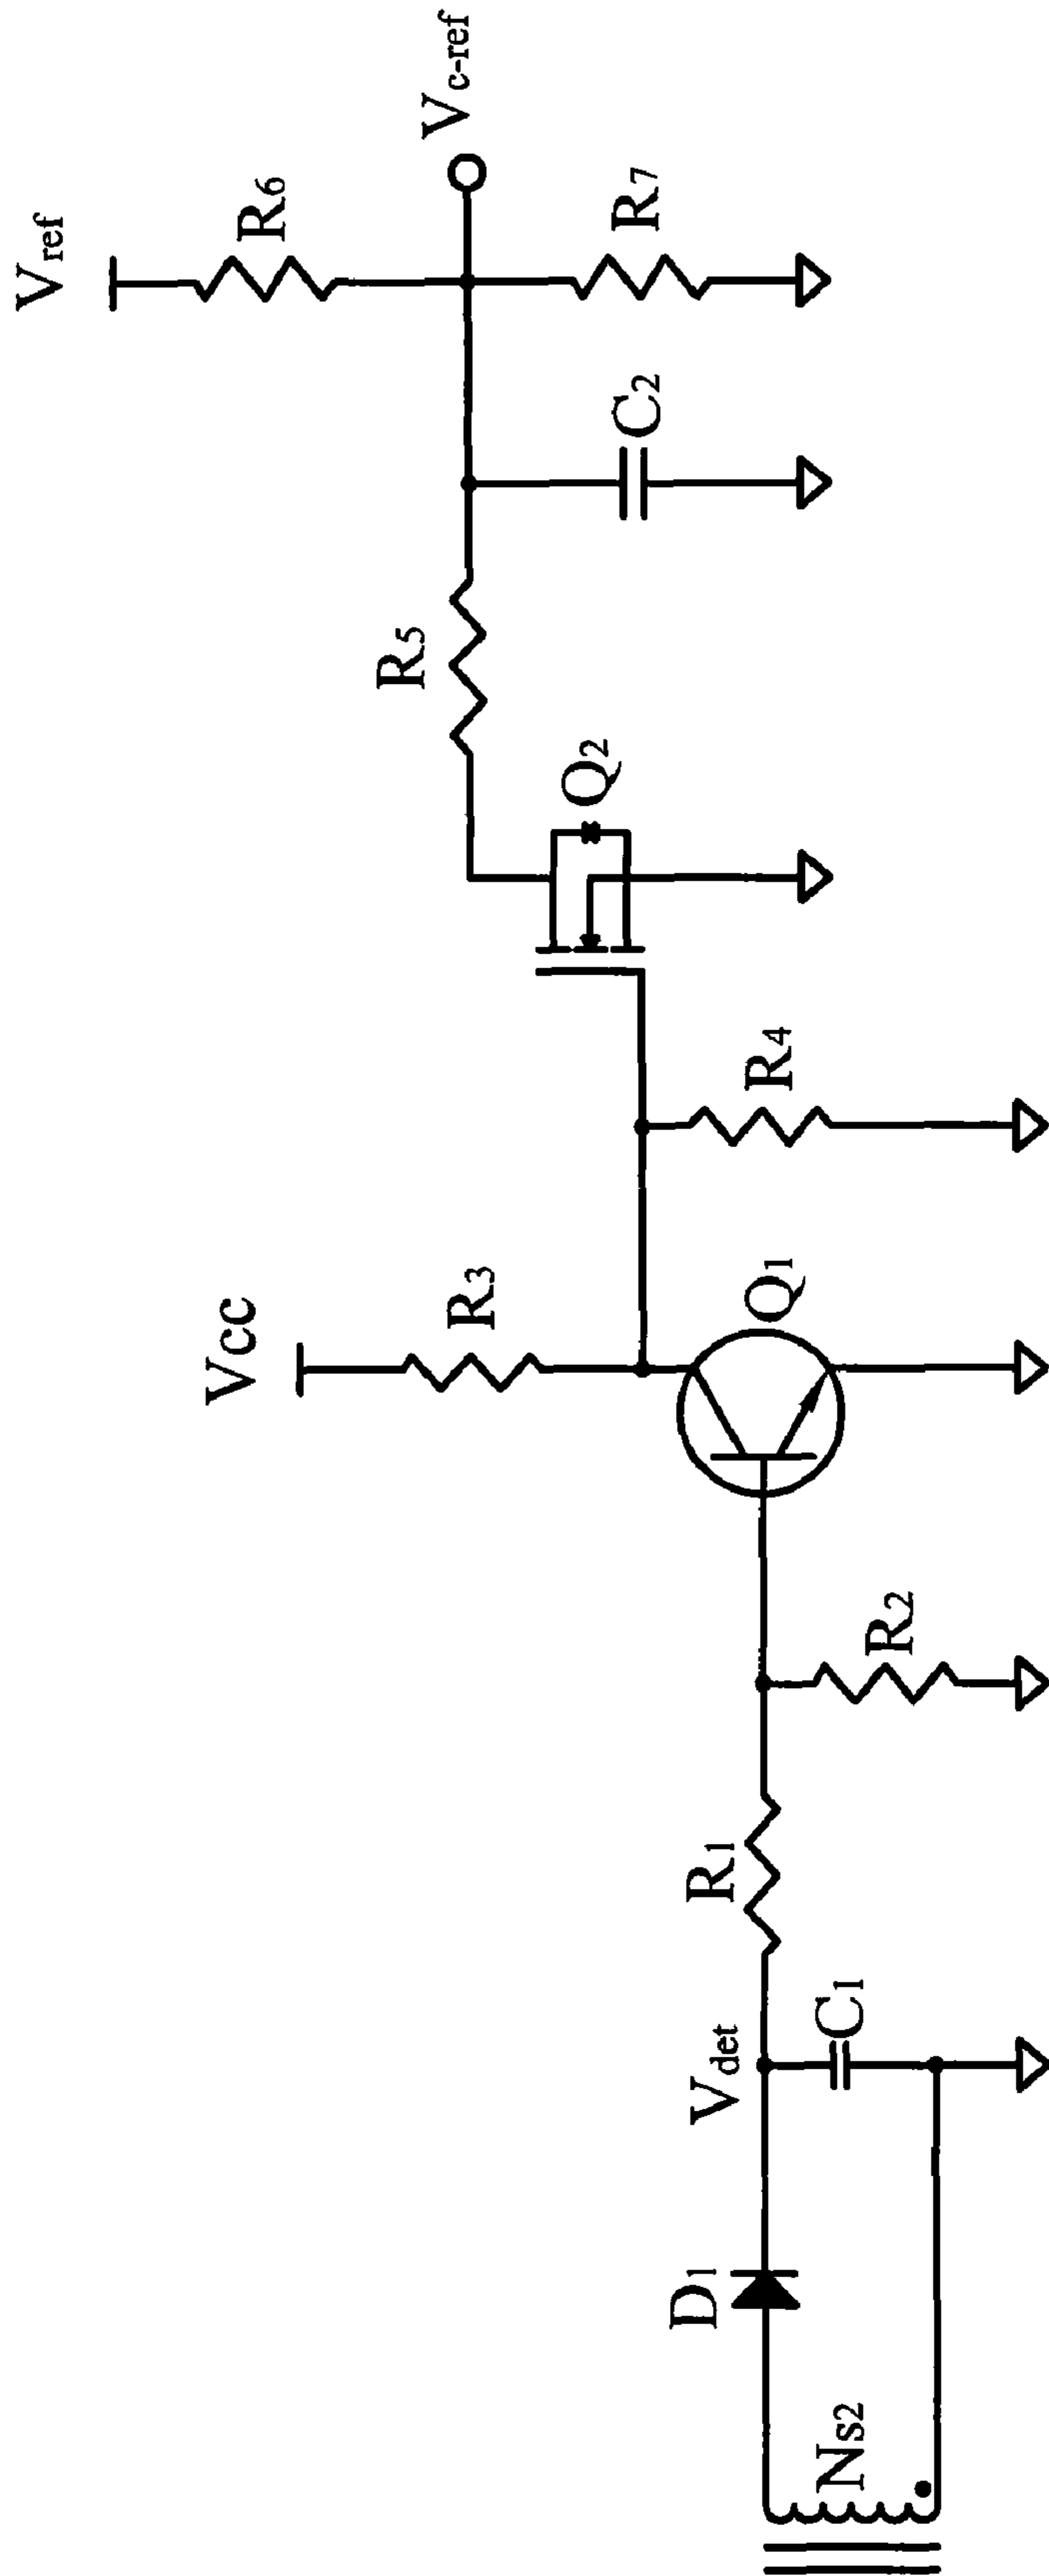 Ns2
D1
Vdet
C1
R1
R2
Vcc
R3
Q1
R4
Q2
R5
C2
Vref
R6
Vc-ref
R7